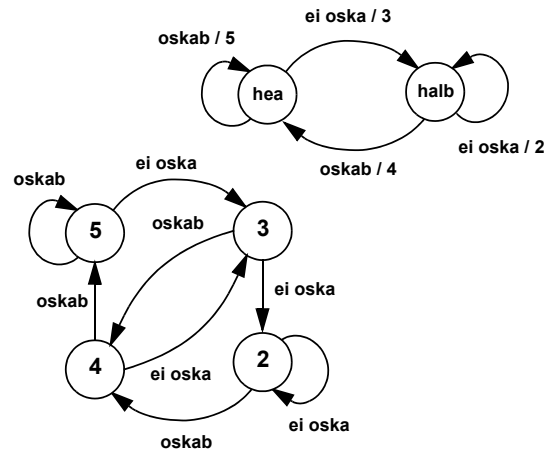 oskab / 5
ei oska / 3
hea
halb
oskab / 4
ei oska / 2
oskab
ei oska
5
oskab
3
oskab
ei oska
4
ei oska
2
oskab
ei oska